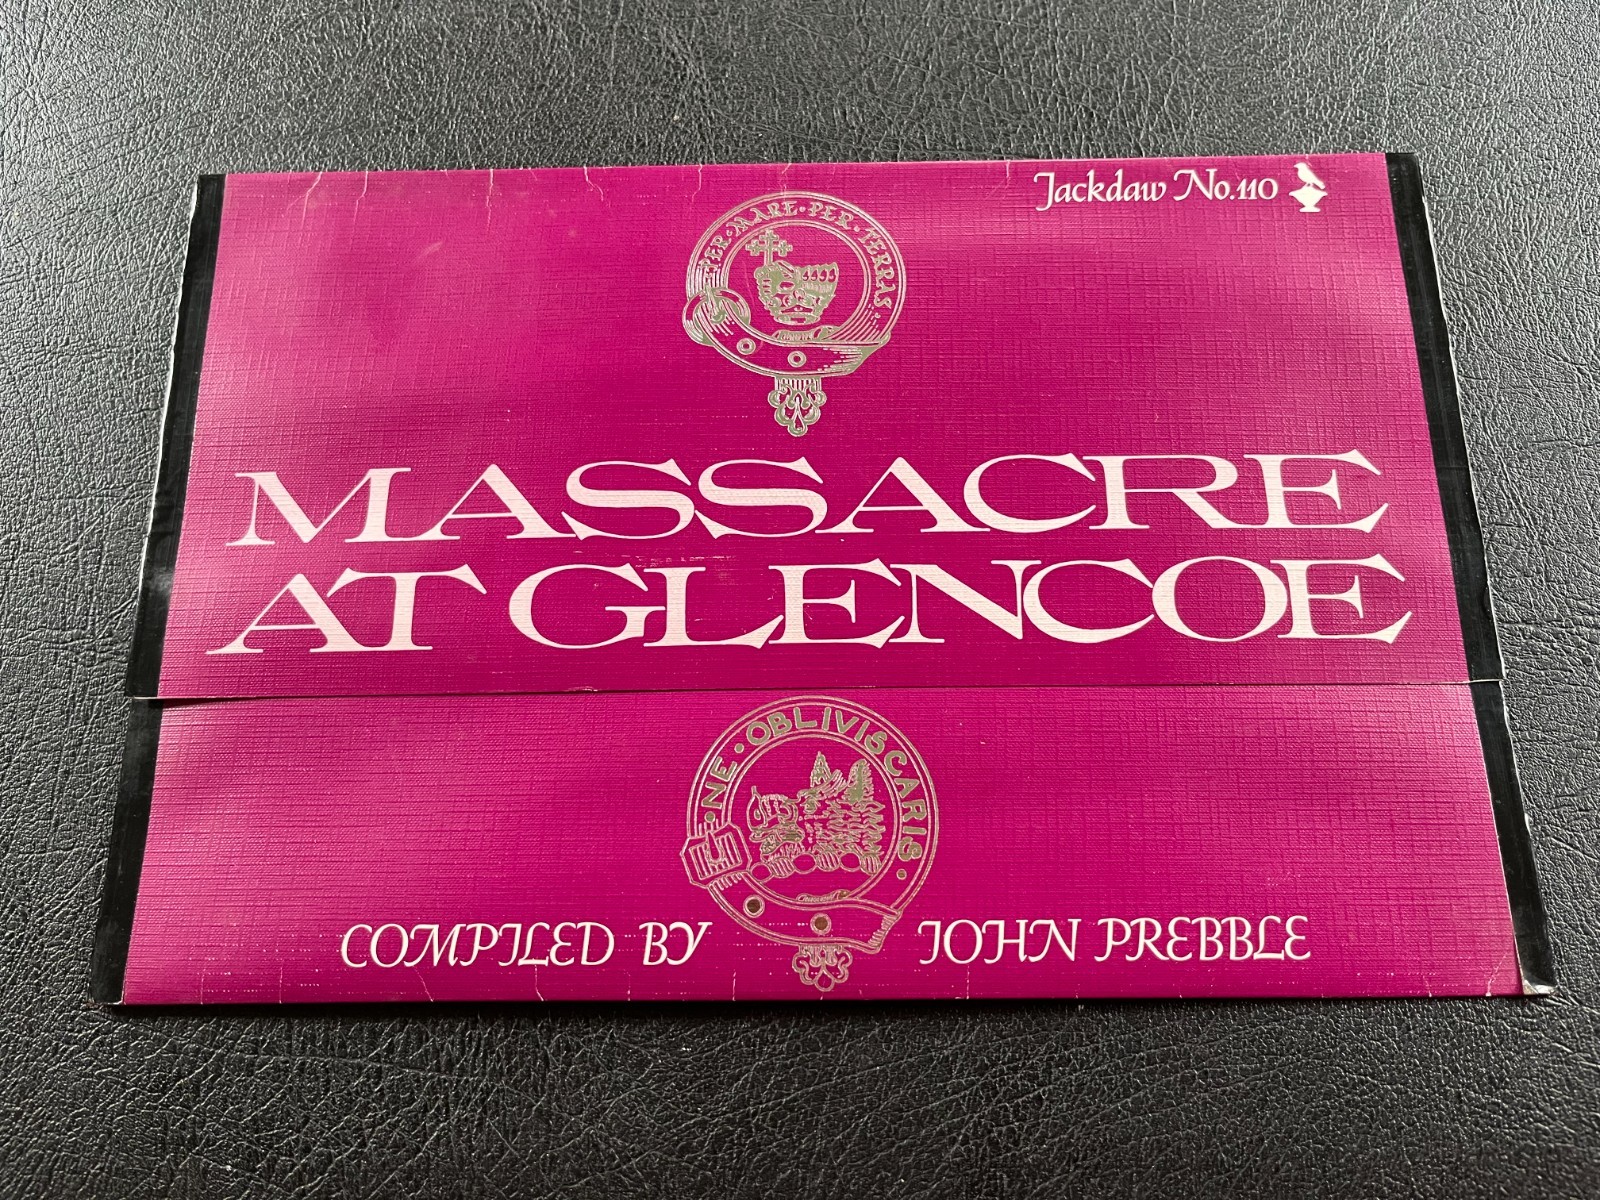 Jackdaw No.110
PER·MARE·PER·TERRAS·
MASSACRE
AT GLENCOE
·NE·OBLIVISCARIS·
COMPILED BY JOHN PREBBLE